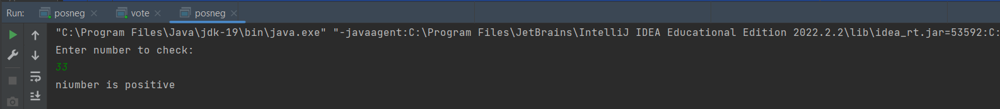 Run: posneg vote posneg
"C:\Program Files\Java\jdk-19\bin\java.exe" "-javaagent:C:\Program Files\JetBrains\IntelliJ IDEA Educational Edition 2022.2.2\lib\idea_rt.jar=53592:C:
Enter number to check:
33
niumber is positive